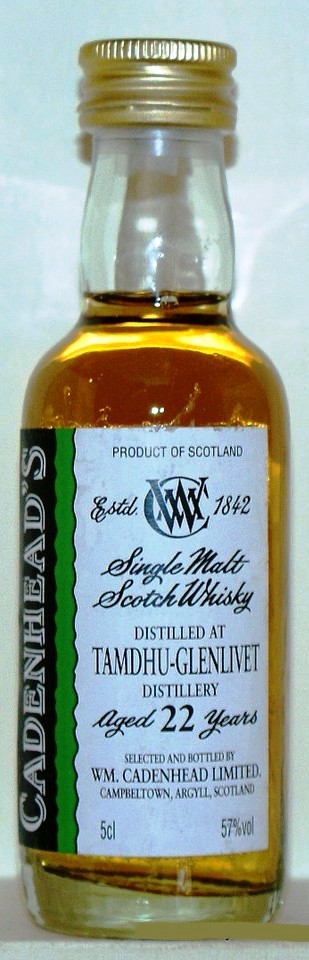 CADENHEAD'S
PRODUCT OF SCOTLAND
Estd. WC 1842
Single Malt
Scotch Whisky
DISTILLED AT
TAMDHU-GLENLIVET
DISTILLERY
Aged 22 Years
SELECTED AND BOTTLED BY
WM. CADENHEAD LIMITED.
CAMPBELTOWN, ARGYLL, SCOTLAND
5cl 57%vol